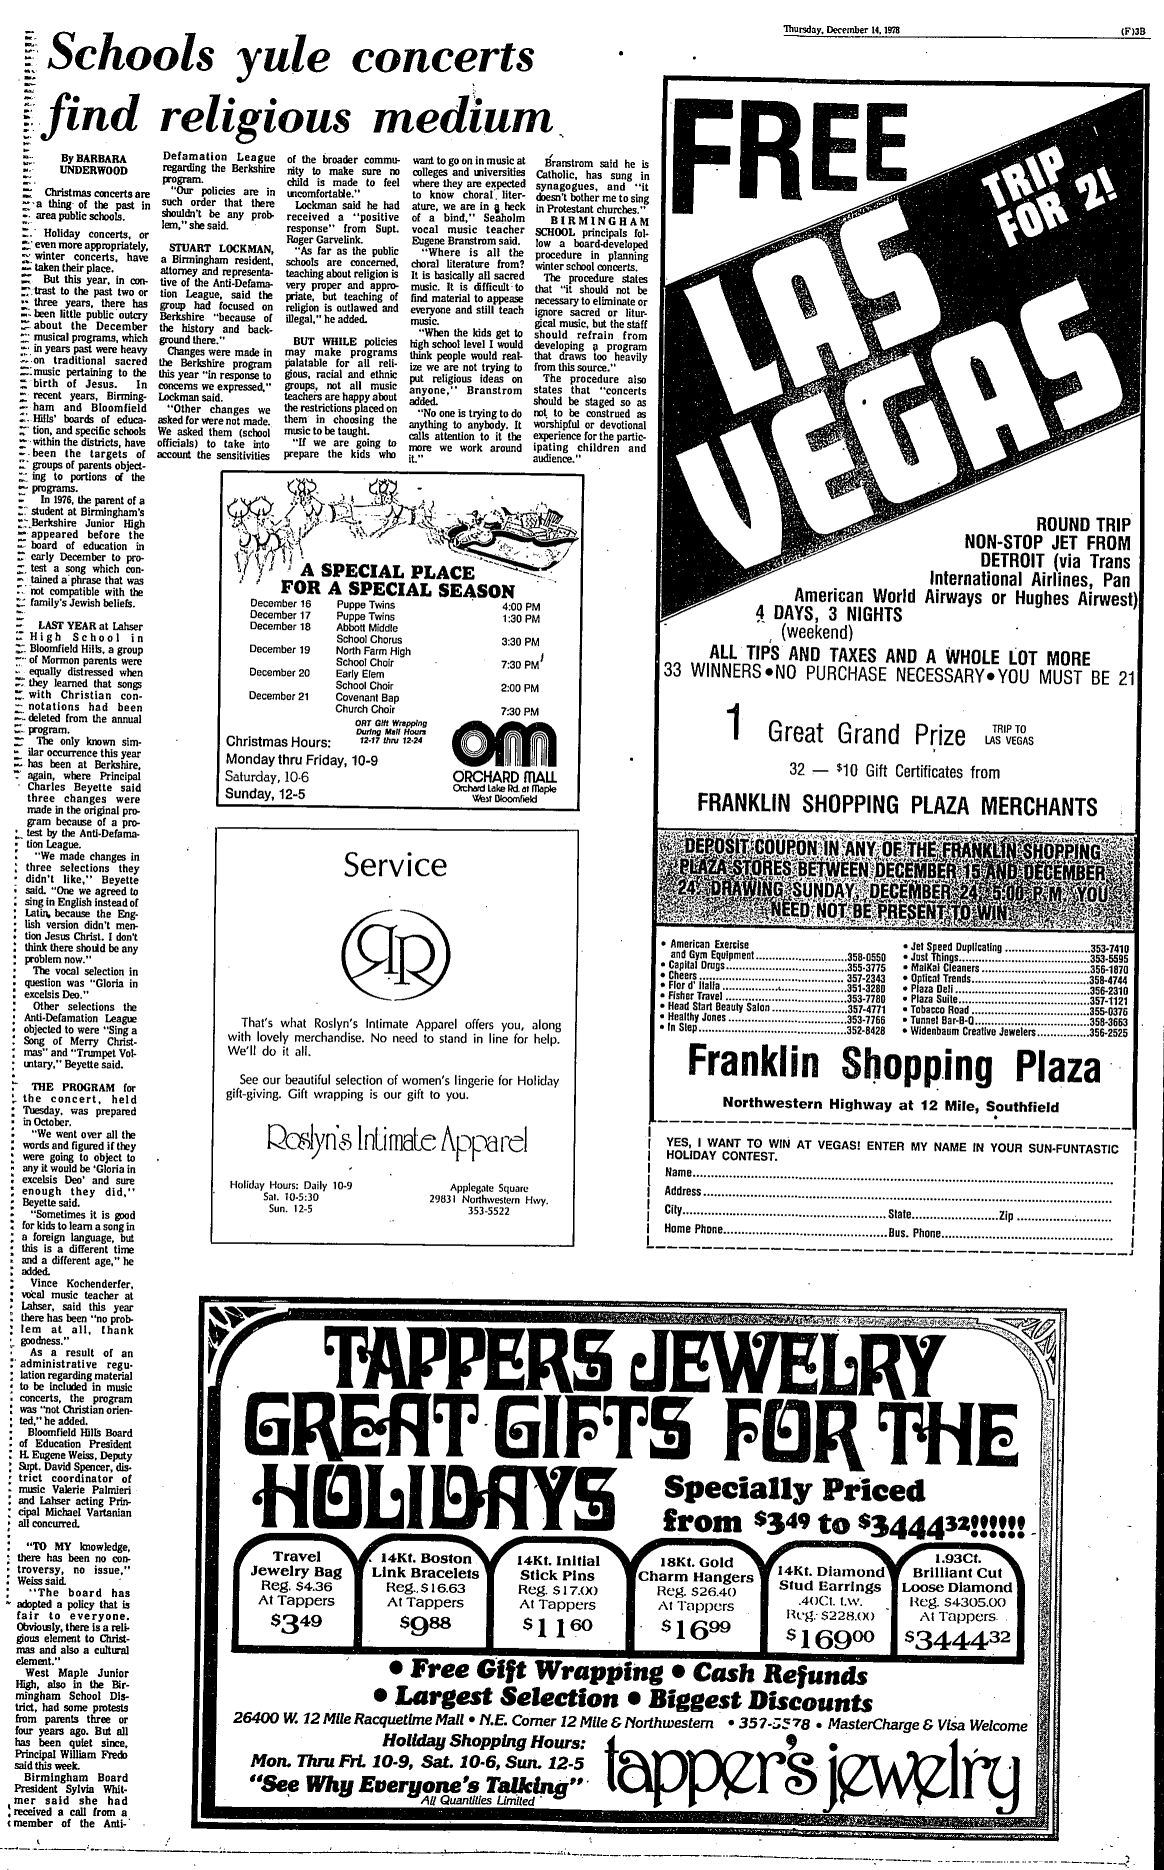 Thursday, December 14, 1978
(F)3B
Schools yule concerts
find religious medium
By BARBARA
UNDERWOOD
Christmas concerts are
a thing of the past in
area public schools.
Holiday concerts, or
even more appropriately,
winter concerts, have
taken their place.
But this year, in con-
trast to the past two or
three years, there has
been little public outcry
about the December
musical programs, which
in years past were heavy
on traditional sacred
music pertaining to the
birth of Jesus. In
recent years, Birming-
ham and Bloomfield
Hills' boards of educa-
tion, and specific schools
within the districts, have
been the targets of
groups of parents object-
ing to portions of the
programs.
In 1976, the parent of a
student at Birmingham's
Berkshire Junior High
appeared before the
board of education in
early December to pro-
test a song which con-
tained a phrase that was
not compatible with the
family's Jewish beliefs.
LAST YEAR at Lahser
High School in
Bloomfield Hills, a group
of Mormon parents were
equally distressed when
they learned that songs
with Christian con-
notations had been
deleted from the annual
program.
The only known sim-
ilar occurrence this year
has been at Berkshire,
again, where Principal
Charles Beyette said
three changes were
made in the original pro-
gram because of a pro-
test by the Anti-Defama-
tion League.
"We made changes in
three selections they
didn't like," Beyette
said. "One we agreed to
sing in English instead of
Latin, because the Eng-
lish version didn't men-
tion Jesus Christ. I don't
think there should be any
problem now."
The vocal selection in
question was "Gloria in
excelsis Deo."
Other selections the
Anti-Defamation League
objected to were "Sing a
Song of Merry Christ-
mas" and "Trumpet Vol-
untary," Beyette said.
THE PROGRAM for
the concert, held
Tuesday, was prepared
in October.
"We went over all the
words and figured if they
were going to object to
any it would be 'Gloria in
excelsis Deo' and sure
enough they did,"
Beyette said.
"Sometimes it is good
for kids to learn a song in
a foreign language, but
this is a different time
and a different age," he
added.
Vince Kochenderfer,
vocal music teacher at
Lahser, said this year
there has been "no prob-
lem at all, thank
goodness."
As a result of an
administrative regu-
lation regarding material
to be included in music
concerts, the program
was "not Christian orien-
ted," he added.
Bloomfield Hills Board
of Education President
H. Eugene Weiss, Deputy
Supt. David Spencer, dis-
trict coordinator of
music Valerie Palmieri
and Lahser acting Prin-
cipal Michael Vartanian
all concurred.
"TO MY knowledge,
there has been no con-
troversy, no issue,"
Weiss said.
"The board has
adopted a policy that is
fair to everyone.
Obviously, there is a reli-
gious element to Christ-
mas and also a cultural
element."
West Maple Junior
High, also in the Bir-
mingham School Dis-
trict, had some protests
from parents three or
four years ago. But all
has been quiet since,
Principal William Fredo
said this week.
Birmingham Board
President Sylvia Whit-
mer said she had
received a call from a
member of the Anti-
Defamation League
regarding the Berkshire
program.
"Our policies are in
such order that there
shouldn't be any prob-
lem," she said.
STUART LOCKMAN,
a Birmingham resident,
attorney and representa-
tive of the Anti-Defama-
tion League, said the
group had focused on
Berkshire "because of
the history and back-
ground there."
Changes were made in
the Berkshire program
this year "in response to
concerns we expressed,"
Lockman said.
"Other changes we
asked for were not made.
We asked them (school
officials) to take into
account the sensitivities
of the broader commu-
nity to make sure no
child is made to feel
uncomfortable."
Lockman said he had
received a "positive
response" from Supt.
Roger Garvelink.
"As far as the public
schools are concerned,
teaching about religion is
very proper and appro-
priate, but teaching of
religion is outlawed and
illegal," he added.
BUT WHILE policies
may make programs
palatable for all reli-
gious, racial and ethnic
groups, not all music
teachers are happy about
the restrictions placed on
them in choosing the
music to be taught.
"If we are going to
prepare the kids who
want to go on in music at
colleges and universities
where they are expected
to know choral liter-
ature, we are in a heck
of a bind," Seaholm
vocal music teacher
Eugene Branstrom said.
"Where is all the
choral literature from?
It is basically all sacred
music. It is difficult to
find material to appease
everyone and still teach
music.
"When the kids get to
high school level I would
think people would real-
ize we are not trying to
put religious ideas on
anyone," Branstrom
added.
"No one is trying to do
anything to anybody. It
calls attention to it the
more we work around
it."
Branstrom said he is
Catholic, has sung in
synagogues, and "it
doesn't bother me to sing
in Protestant churches."
BIRMINGHAM
SCHOOL principals fol-
low a board-developed
procedure in planning
winter school concerts.
The procedure states
that "it should not be
necessary to eliminate or
ignore sacred or litur-
gical music, but the staff
should refrain from
developing a program
that draws too heavily
from this source."
The procedure also
states that "concerts
should be staged so as
not to be construed as
worshipful or devotional
experience for the partic-
ipating children and
audience."
A SPECIAL PLACE
FOR A SPECIAL SEASON
December 16 Puppe Twins 4:00 PM
December 17 Puppe Twins 1:30 PM
December 18 Abbott Middle
School Chorus 3:30 PM
December 19 North Farm High
School Choir 7:30 PM
December 20 Early Elem
School Choir 2:00 PM
December 21 Covenant Bap
Church Choir 7:30 PM
ORT Gift Wrapping
During Mall Hours
12-17 thru 12-24
Christmas Hours:
Monday thru Friday, 10-9
Saturday, 10-6
Sunday, 12-5
om
ORCHARD MALL
Orchard Lake Rd. at Maple
West Bloomfield
Service
RR
That's what Roslyn's Intimate Apparel offers you, along
with lovely merchandise. No need to stand in line for help.
We'll do it all.
See our beautiful selection of women's lingerie for Holiday
gift-giving. Gift wrapping is our gift to you.
Roslyn's Intimate Apparel
Holiday Hours: Daily 10-9
Sat. 10-5:30
Sun. 12-5
Applegate Square
29831 Northwestern Hwy.
353-5522
FREE
TRIP
FOR 2!
LAS
VEGAS
ROUND TRIP
NON-STOP JET FROM
DETROIT (via Trans
International Airlines, Pan
American World Airways or Hughes Airwest)
4 DAYS, 3 NIGHTS
(weekend)
ALL TIPS AND TAXES AND A WHOLE LOT MORE
33 WINNERS•NO PURCHASE NECESSARY•YOU MUST BE 21
1 Great Grand Prize TRIP TO
LAS VEGAS
32 — $10 Gift Certificates from
FRANKLIN SHOPPING PLAZA MERCHANTS
DEPOSIT COUPON IN ANY OF THE FRANKLIN SHOPPING
PLAZA STORES BETWEEN DECEMBER 15 AND DECEMBER
24. DRAWING SUNDAY, DECEMBER 24, 5:00 P.M. YOU
NEED NOT BE PRESENT TO WIN.
• American Exercise
and Gym Equipment 358-0550
• Capital Drugs 355-3775
• Cheers 357-2343
• Flor d' Italia 351-3280
• Fisher Travel 353-7780
• Head Start Beauty Salon 357-4771
• Healthy Jones 353-7766
• In Step 352-8428
• Jet Speed Duplicating 353-7410
• Just Things 353-5595
• MaiKai Cleaners 356-1870
• Optical Trends 358-4744
• Plaza Deli 356-2310
• Plaza Suite 357-1121
• Tobacco Road 355-0376
• Tunnel Bar-B-Q 358-3663
• Widenbaum Creative Jewelers 356-2525
Franklin Shopping Plaza
Northwestern Highway at 12 Mile, Southfield
YES, I WANT TO WIN AT VEGAS! ENTER MY NAME IN YOUR SUN-FUNTASTIC
HOLIDAY CONTEST.
Name
Address
City State Zip
Home Phone Bus. Phone
TAPPERS JEWELRY
GREAT GIFTS FOR THE
HOLIDAYS
Specially Priced
from $3.49 to $3444.32!!!!!!
Travel
Jewelry Bag
Reg. $4.36
At Tappers
$3.49
14Kt. Boston
Link Bracelets
Reg. $16.63
At Tappers
$9.88
14Kt. Initial
Stick Pins
Reg. $17.00
At Tappers
$11.60
18Kt. Gold
Charm Hangers
Reg. $26.40
At Tappers
$16.99
14Kt. Diamond
Stud Earrings
.40Ct. t.w.
Reg. $228.00
$169.00
1.93Ct.
Brilliant Cut
Loose Diamond
Reg. $4305.00
At Tappers
$3444.32
• Free Gift Wrapping • Cash Refunds
• Largest Selection • Biggest Discounts
26400 W. 12 Mile Racquetime Mall • N.E. Corner 12 Mile & Northwestern • 357-5578 • MasterCharge & Visa Welcome
Holiday Shopping Hours:
Mon. Thru Fri. 10-9, Sat. 10-6, Sun. 12-5
"See Why Everyone's Talking"
All Quantities Limited
tapper's jewelry